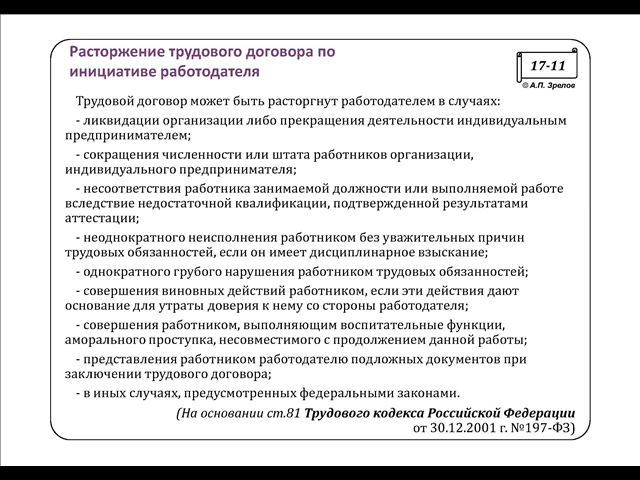 Расторжение трудового договора по
инициативе работодателя
17-11
© А.П. Зрелов
Трудовой договор может быть расторгнут работодателем в случаях:
- ликвидации организации либо прекращения деятельности индивидуальным
предпринимателем;
- сокращения численности или штата работников организации,
индивидуального предпринимателя;
- несоответствия работника занимаемой должности или выполняемой работе
вследствие недостаточной квалификации, подтвержденной результатами
аттестации;
- неоднократного неисполнения работником без уважительных причин
трудовых обязанностей, если он имеет дисциплинарное взыскание;
- однократного грубого нарушения работником трудовых обязанностей;
- совершения виновных действий работником, если эти действия дают
основание для утраты доверия к нему со стороны работодателя;
- совершения работником, выполняющим воспитательные функции,
аморального проступка, несовместимого с продолжением данной работы;
- представления работником работодателю подложных документов при
заключении трудового договора;
- в иных случаях, предусмотренных федеральными законами.
(На основании ст.81 Трудового кодекса Российской Федерации
от 30.12.2001 г. №197-ФЗ)